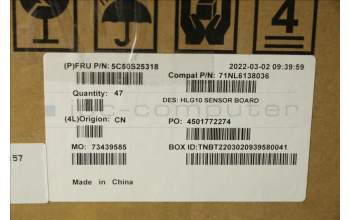 4
(P)FRU P/N: 5C50S25318
2022-03-02 09:39:59
Compal P/N: 71NL6138036
Quantity: 47
DES: HLG10 SENSOR BOARD
(4L)Origion: CN
PO: 4501772274
MO: 73439585
BOX ID:TNBT2203020939580041
57
Made in China